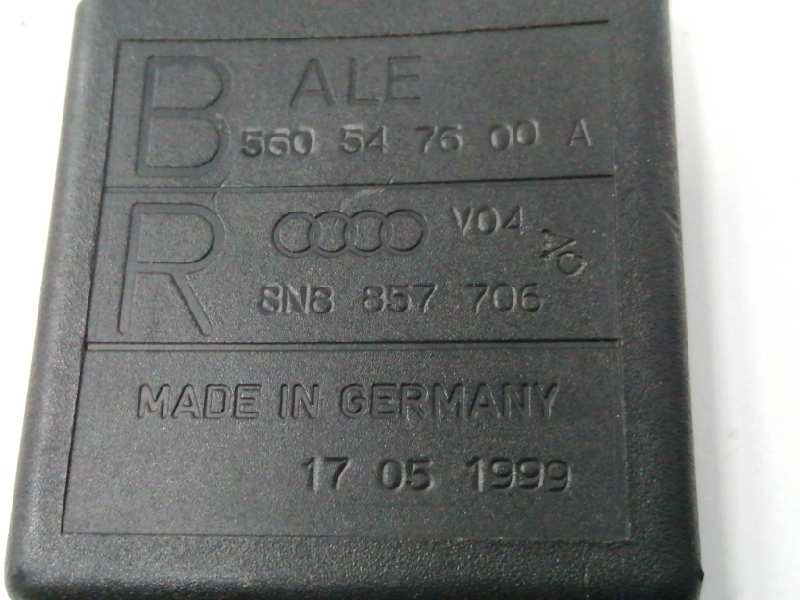 B ALE
560 54 76 00 A
R V04
8N8 857 706
MADE IN GERMANY
17 05 1999